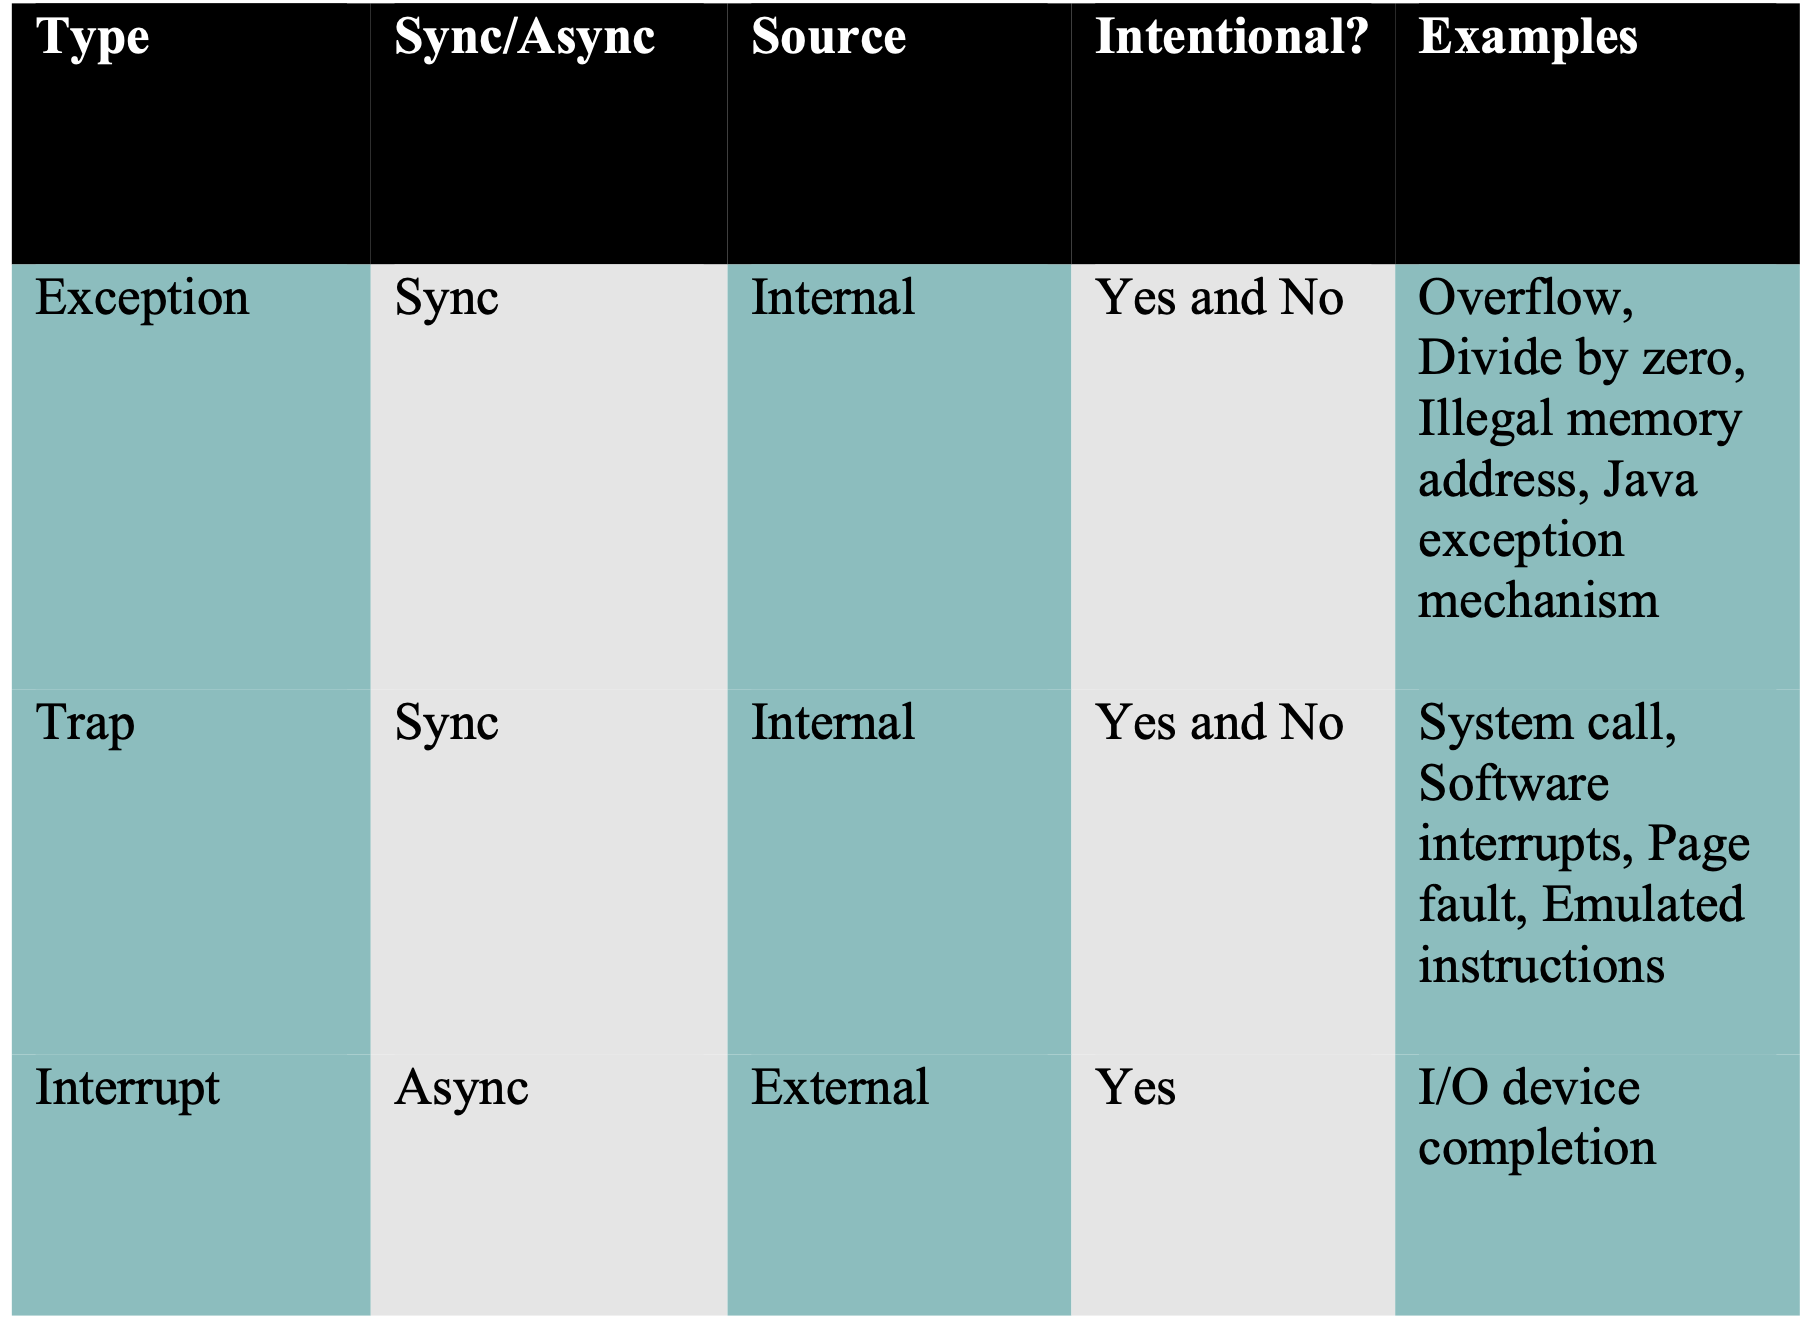 Type Sync/Async Source Intentional? Examples
Exception Sync Internal Yes and No Overflow,
Divide by zero,
Illegal memory
address, Java
exception
mechanism
Trap Sync Internal Yes and No System call,
Software
interrupts, Page
fault, Emulated
instructions
Interrupt Async External Yes I/O device
completion